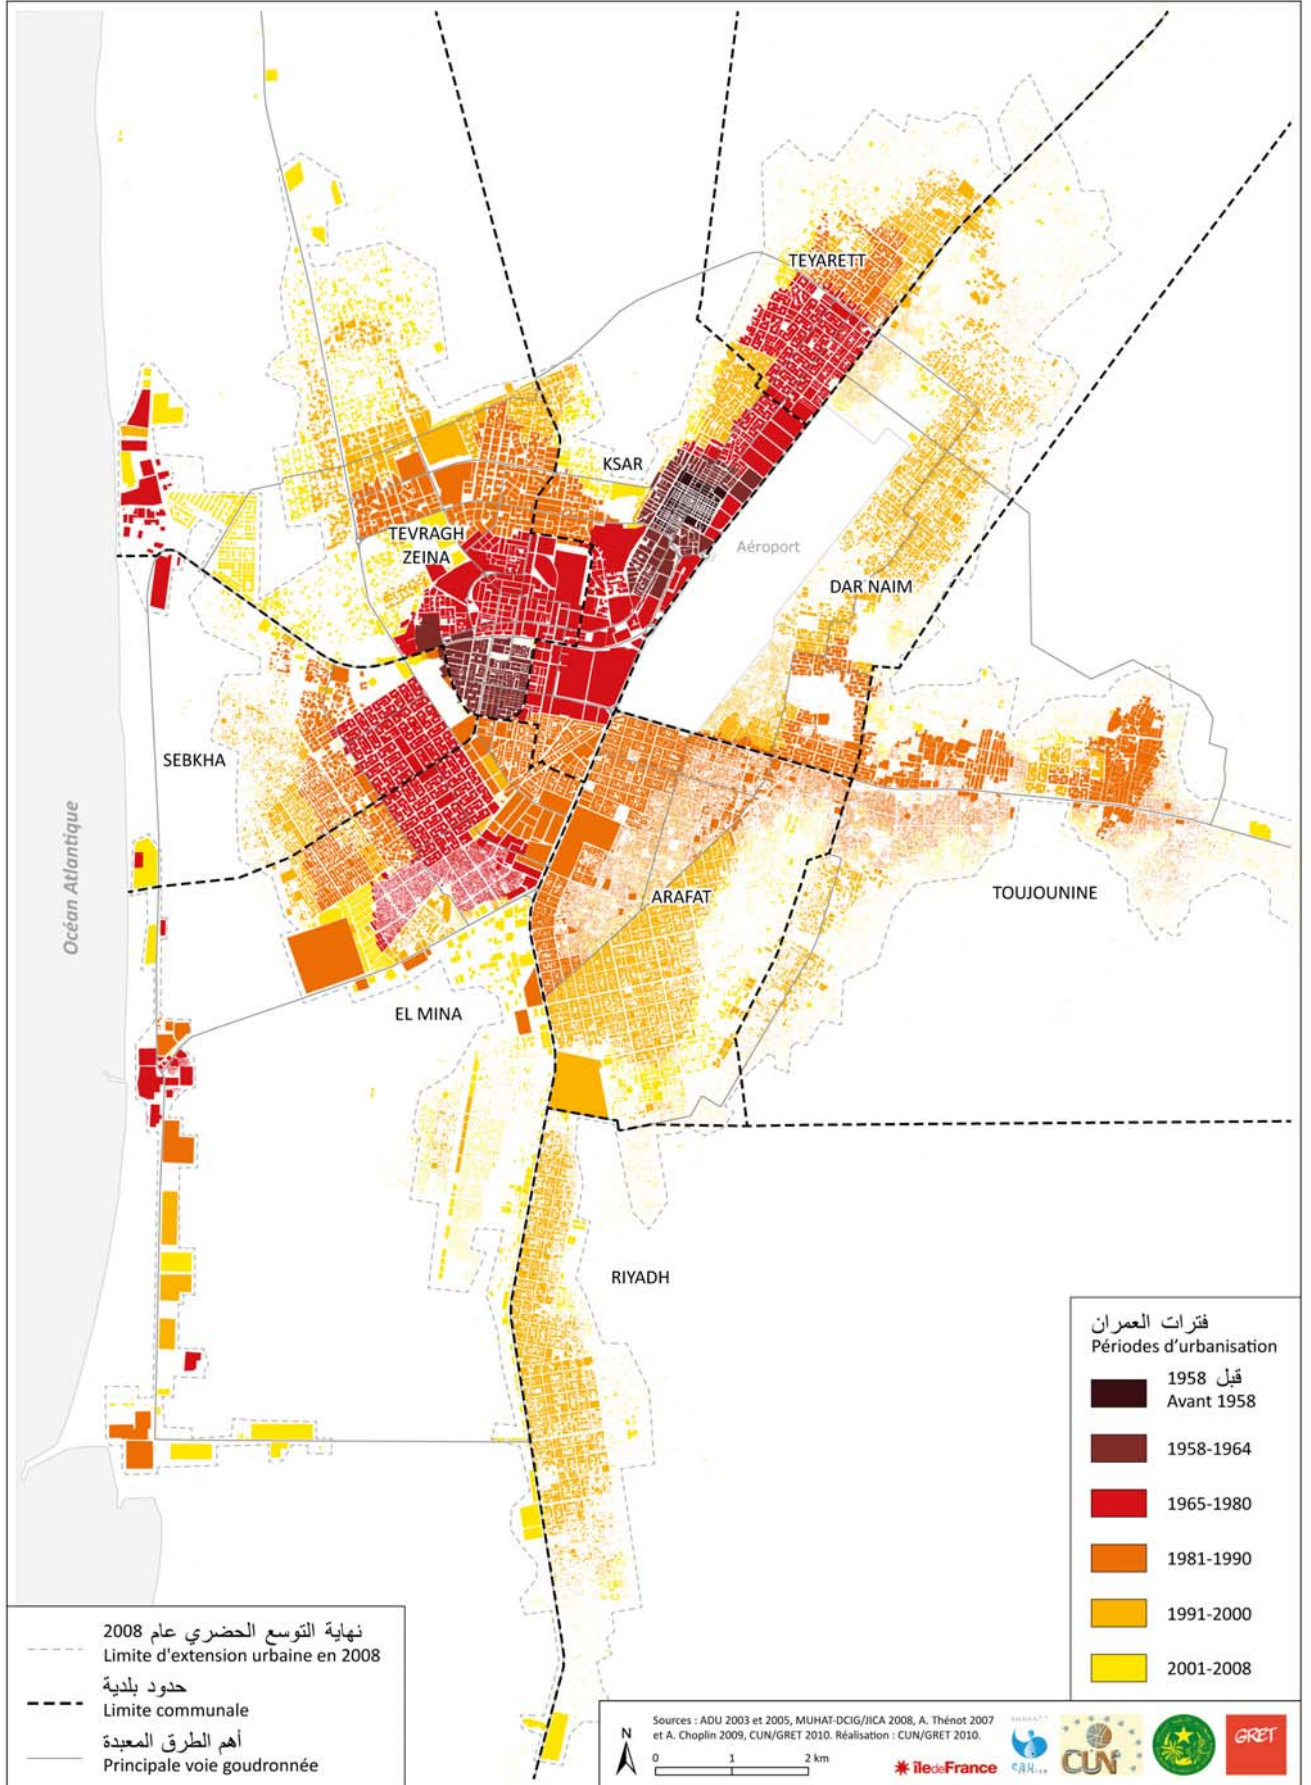 TEYARETT
KSAR
TEVRAGH
ZEINA
Aéroport
DAR NAIM
SEBKHA
Océan Atlantique
ARAFAT
TOUJOUNINE
EL MINA
RIYADH
فترات العمران
Périodes d'urbanisation
قبل 1958
Avant 1958
1958-1964
1965-1980
1981-1990
1991-2000
2001-2008
نهاية التوسع الحضري عام 2008
Limite d'extension urbaine en 2008
حدود بلدية
Limite communale
أهم الطرق المعبدة
Principale voie goudronnée
N
Sources : ADU 2003 et 2005, MUHAT-DCIG/JICA 2008, A. Thénot 2007
et A. Choplin 2009, CUN/GRET 2010. Réalisation : CUN/GRET 2010.
0 1 2 km
îledeFrance
CUN
GRET